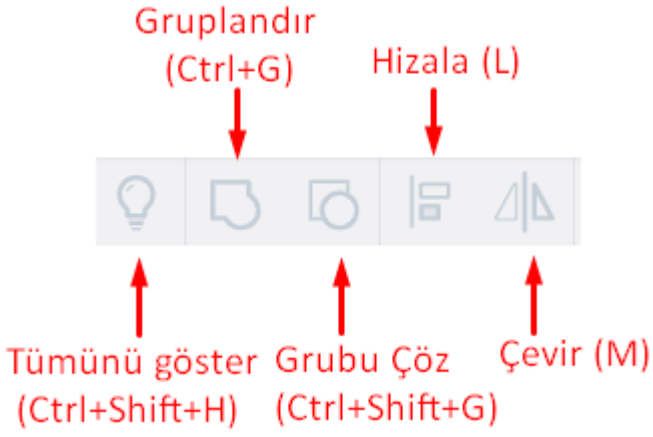 Gruplandır
(Ctrl+G)
Hizala (L)
Tümünü göster
(Ctrl+Shift+H)
Grubu Çöz
(Ctrl+Shift+G)
Çevir (M)